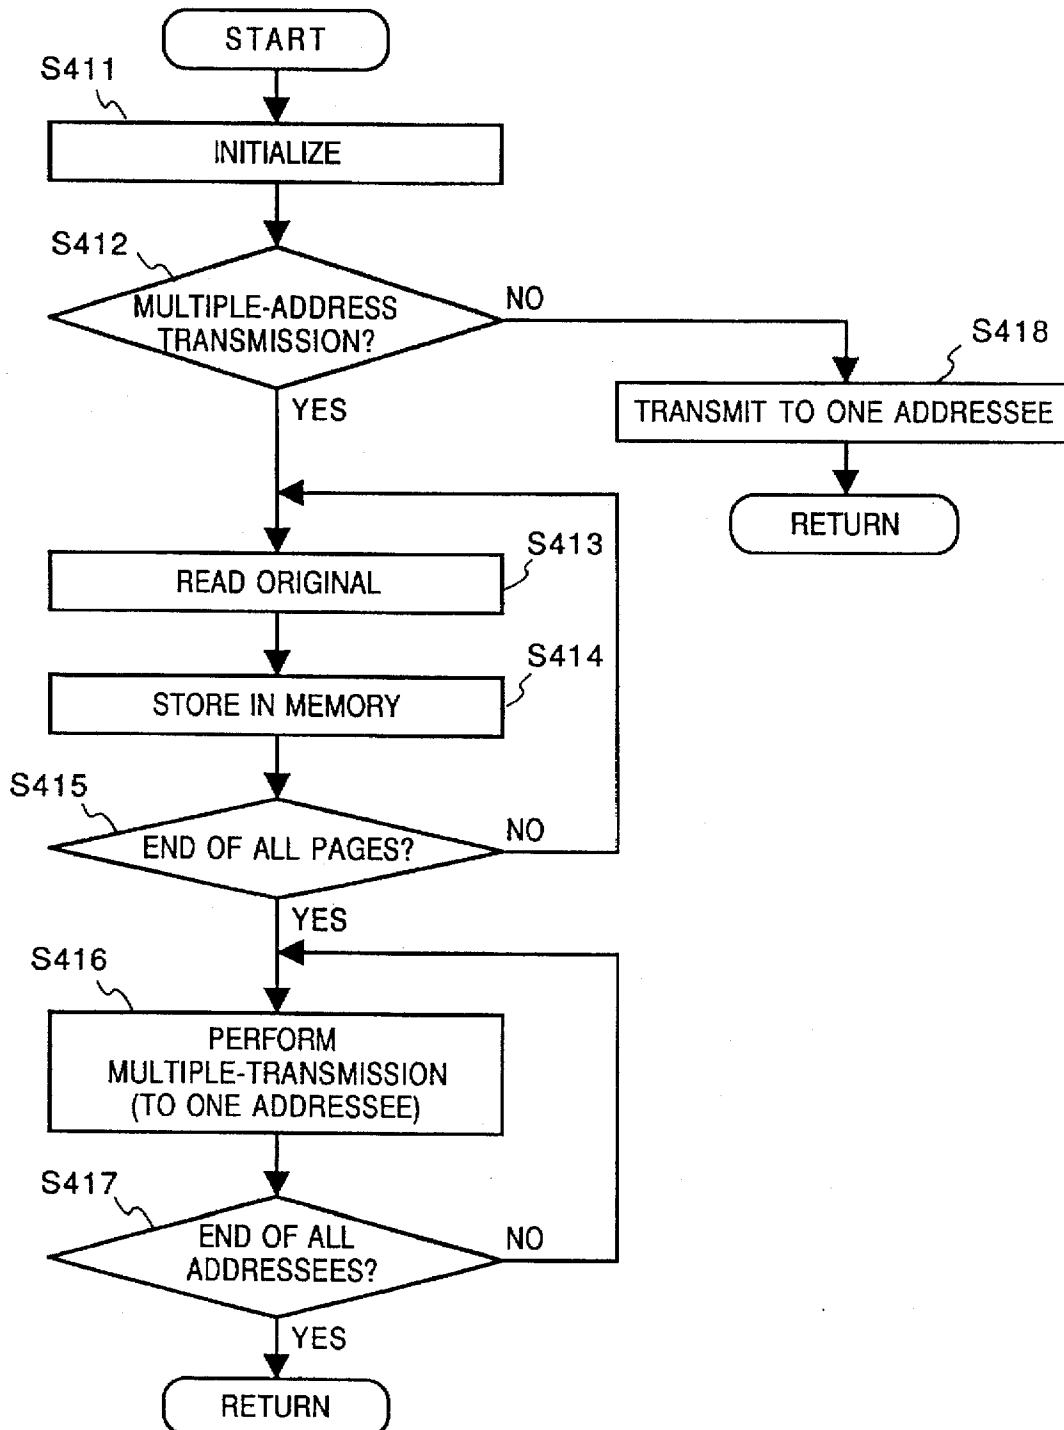 START
S411
INITIALIZE
S412
MULTIPLE-ADDRESS
TRANSMISSION?
NO
YES
S418
TRANSMIT TO ONE ADDRESSEE
RETURN
S413
READ ORIGINAL
S414
STORE IN MEMORY
S415
END OF ALL PAGES?
NO
YES
S416
PERFORM
MULTIPLE-TRANSMISSION
(TO ONE ADDRESSEE)
S417
END OF ALL
ADDRESSEES?
NO
YES
RETURN